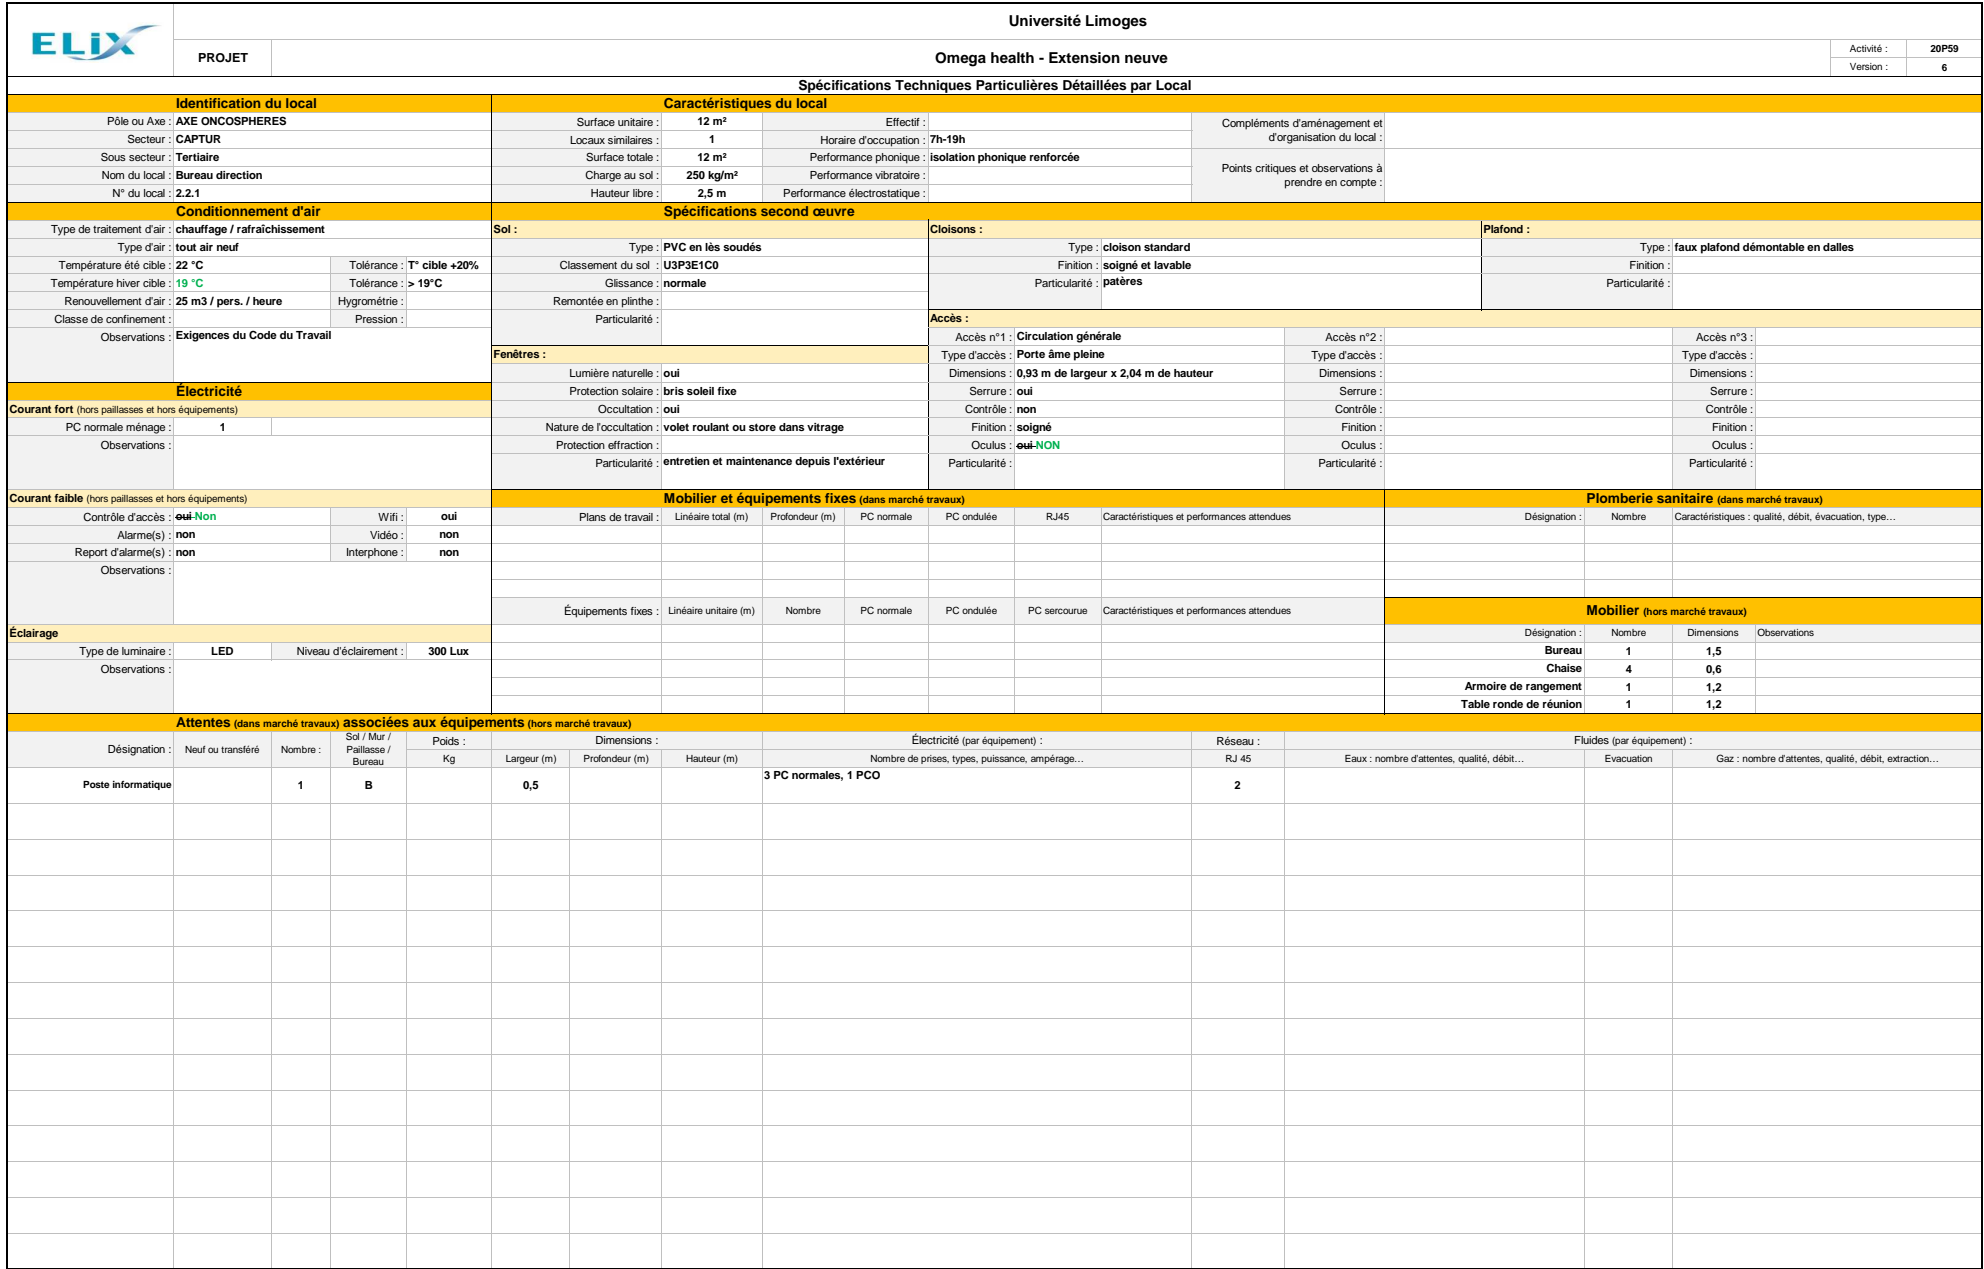 ELiX
Université Limoges
PROJET
Omega health - Extension neuve
Activité : 20P59
Version : 6
Spécifications Techniques Particulières Détaillées par Local
Identification du local
Caractéristiques du local
Pôle ou Axe : AXE ONCOSPHERES
Surface unitaire : 12 m²
Effectif :
Compléments d'aménagement et d'organisation du local :
Secteur : CAPTUR
Locaux similaires : 1
Horaire d'occupation : 7h-19h
Sous secteur : Tertiaire
Surface totale : 12 m²
Performance phonique : isolation phonique renforcée
Points critiques et observations à prendre en compte :
Nom du local : Bureau direction
Charge au sol : 250 kg/m²
Performance vibratoire :
N° du local : 2.2.1
Hauteur libre : 2,5 m
Performance électrostatique :
Conditionnement d'air
Type de traitement d'air : chauffage / rafraîchissement
Type d'air : tout air neuf
Température été cible : 22 °C Tolérance : T° cible +20%
Température hiver cible : 19 °C Tolérance : > 19°C
Renouvellement d'air : 25 m3 / pers. / heure Hygrométrie :
Classe de confinement : Pression :
Observations : Exigences du Code du Travail
Spécifications second œuvre
Sol :
Type : PVC en lès soudés
Classement du sol : U3P3E1C0
Glissance : normale
Remontée en plinthe :
Particularité :
Cloisons :
Type : cloison standard
Finition : soigné et lavable
Particularité : patères
Plafond :
Type : faux plafond démontable en dalles
Finition :
Particularité :
Fenêtres :
Lumière naturelle : oui
Protection solaire : bris soleil fixe
Occultation : oui
Nature de l'occultation : volet roulant ou store dans vitrage
Protection effraction :
Particularité : entretien et maintenance depuis l'extérieur
Accès :
Accès n°1 : Circulation générale Accès n°2 : Accès n°3 :
Type d'accès : Porte âme pleine Type d'accès : Type d'accès :
Dimensions : 0,93 m de largeur x 2,04 m de hauteur Dimensions : Dimensions :
Serrure : oui Serrure : Serrure :
Contrôle : non Contrôle : Contrôle :
Finition : soigné Finition : Finition :
Oculus : oui NON Oculus : Oculus :
Particularité : Particularité : Particularité :
Électricité
Courant fort (hors paillasses et hors équipements)
PC normale ménage : 1
Observations :
Courant faible (hors paillasses et hors équipements)
Contrôle d'accès : oui Non Wifi : oui
Alarme(s) : non Vidéo : non
Report d'alarme(s) : non Interphone : non
Observations :
Éclairage
Type de luminaire : LED Niveau d'éclairement : 300 Lux
Observations :
Mobilier et équipements fixes (dans marché travaux)
Plans de travail : Linéaire total (m) Profondeur (m) PC normale PC ondulée RJ45 Caractéristiques et performances attendues
Équipements fixes : Linéaire unitaire (m) Nombre PC normale PC ondulée PC sercourue Caractéristiques et performances attendues
Plomberie sanitaire (dans marché travaux)
Désignation : Nombre Caractéristiques : qualité, débit, évacuation, type…
Mobilier (hors marché travaux)
Désignation : Nombre Dimensions Observations
Bureau 1 1,5
Chaise 4 0,6
Armoire de rangement 1 1,2
Table ronde de réunion 1 1,2
Attentes (dans marché travaux) associées aux équipements (hors marché travaux)
Désignation : Neuf ou transféré Nombre : Sol / Mur / Paillasse / Bureau Poids : Dimensions : Électricité (par équipement) : Réseau : Fluides (par équipement) :
Kg Largeur (m) Profondeur (m) Hauteur (m) Nombre de prises, types, puissance, ampérage… RJ 45 Eaux : nombre d'attentes, qualité, débit… Evacuation Gaz : nombre d'attentes, qualité, débit, extraction…
Poste informatique 1 B 0,5 3 PC normales, 1 PCO 2